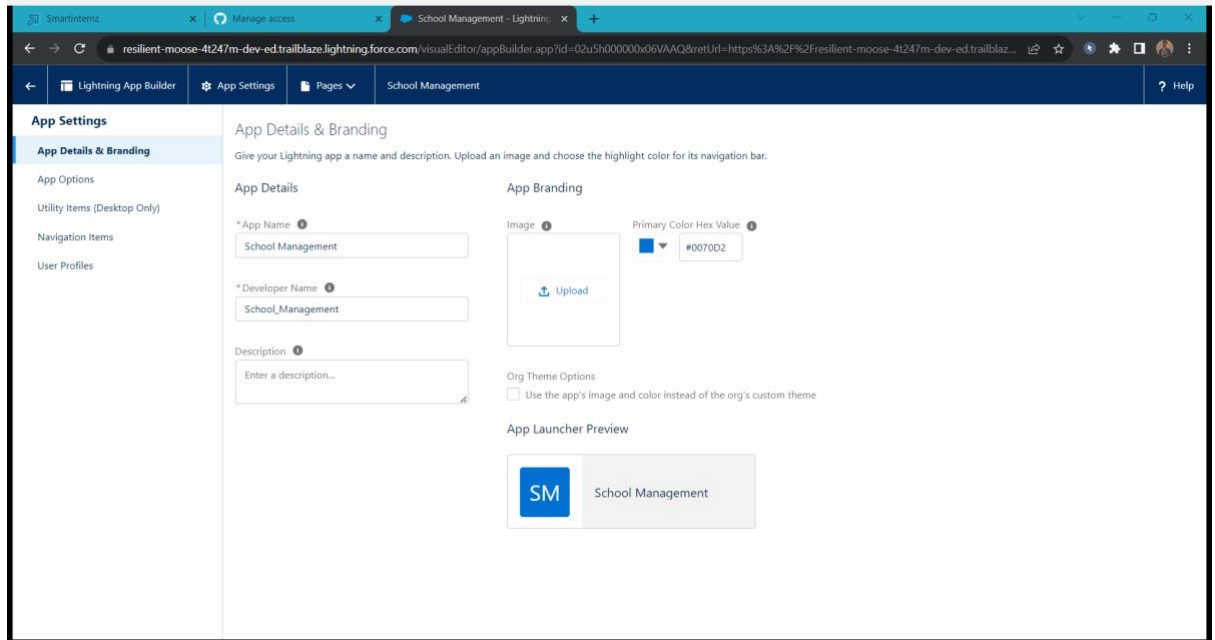 Smartinternz
Manage access
School Management - Lightning
resilient-moose-4t247m-dev-ed.trailblaze.lightning.force.com/visualEditor/appBuilder.app?id=02u5h000000x06VAAQ&retUrl=https%3A%2F%2Fresilient-moose-4t247m-dev-ed.trailblaz...
Lightning App Builder
App Settings
Pages
School Management
? Help
App Settings
App Details & Branding
App Options
Utility Items (Desktop Only)
Navigation Items
User Profiles
App Details & Branding
Give your Lightning app a name and description. Upload an image and choose the highlight color for its navigation bar.
App Details
*App Name
School Management
*Developer Name
School_Management
Description
Enter a description...
App Branding
Image
Upload
Primary Color Hex Value
#0070D2
Org Theme Options
Use the app's image and color instead of the org's custom theme
App Launcher Preview
SM
School Management